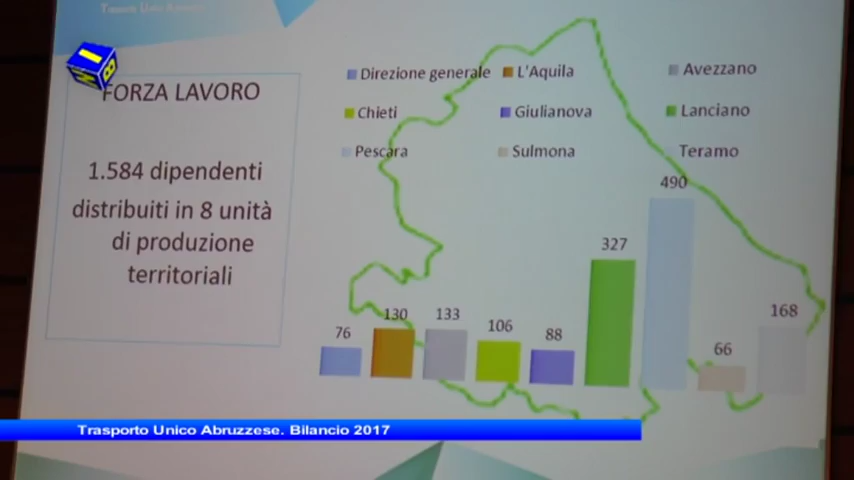 FORZA LAVORO
1.584 dipendenti
distribuiti in 8 unità
di produzione
territoriali
Direzione generale
L'Aquila
Avezzano
Chieti
Giulianova
Lanciano
Pescara
Sulmona
Teramo
76
130
133
106
88
327
490
66
168
Trasporto Unico Abruzzese. Bilancio 2017